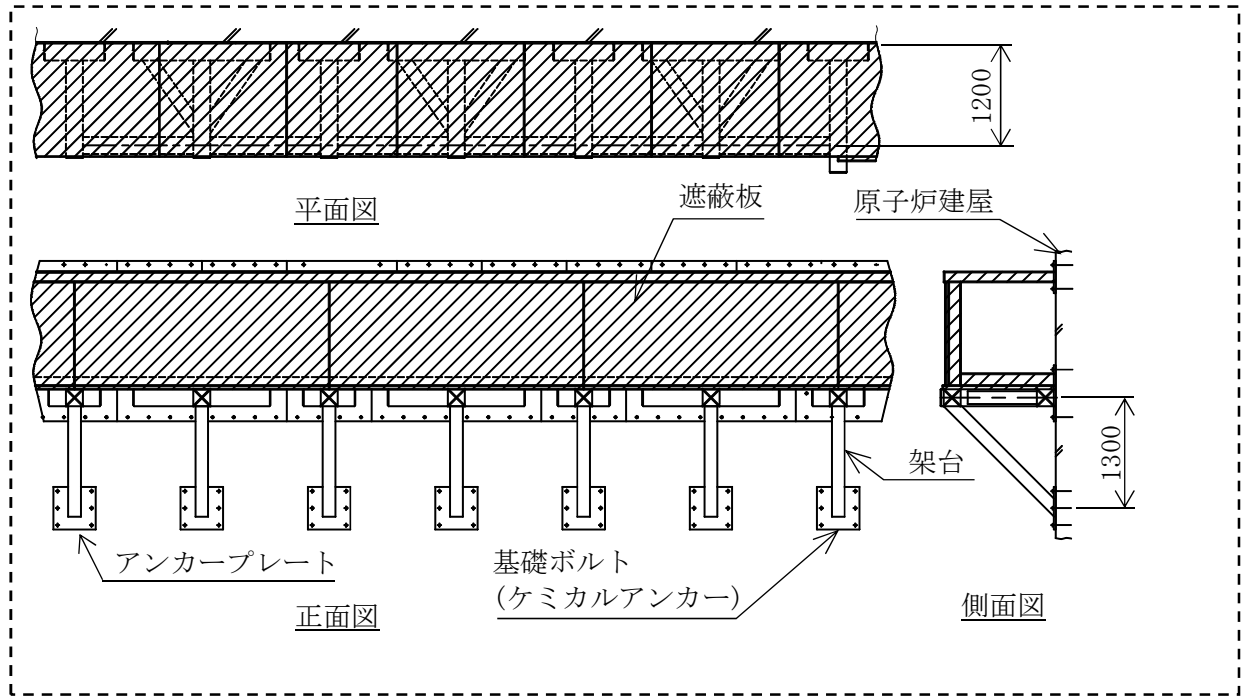 1200
平面図
遮蔽板
原子炉建屋
1300
架台
アンカープレート
基礎ボルト
(ケミカルアンカー)
正面図
側面図